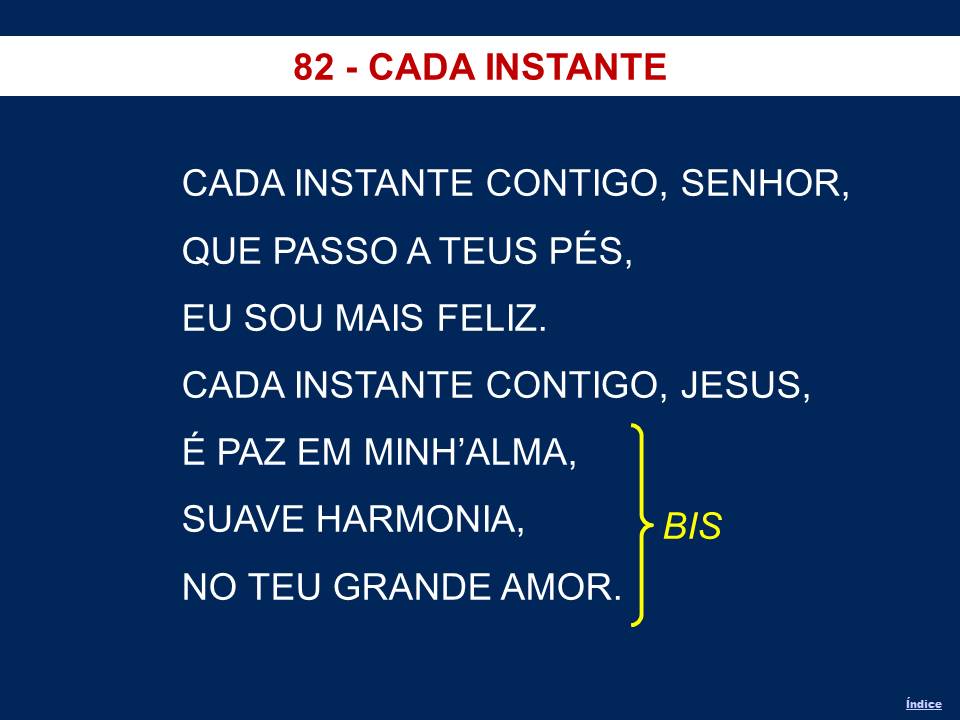 82 - CADA INSTANTE
CADA INSTANTE CONTIGO, SENHOR,
QUE PASSO A TEUS PÉS,
EU SOU MAIS FELIZ.
CADA INSTANTE CONTIGO, JESUS,
É PAZ EM MINH’ALMA,
SUAVE HARMONIA,
NO TEU GRANDE AMOR.
BIS
Índice